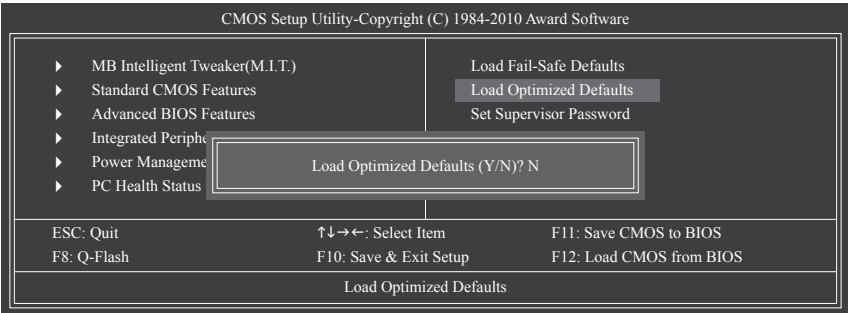 CMOS Setup Utility-Copyright (C) 1984-2010 Award Software
MB Intelligent Tweaker(M.I.T.)
Standard CMOS Features
Advanced BIOS Features
Integrated
Power
PC Health Status
Load Fail-Safe Defaults
Load Optimized Defaults
Set Supervisor Password
Load Optimized Defaults (Y/N)? N
ESC: Quit
↑↓→←: Select Item
F11: Save CMOS to BIOS
F8: Q-Flash
F10: Save & Exit Setup
F12: Load CMOS from BIOS
Load Optimized Defaults